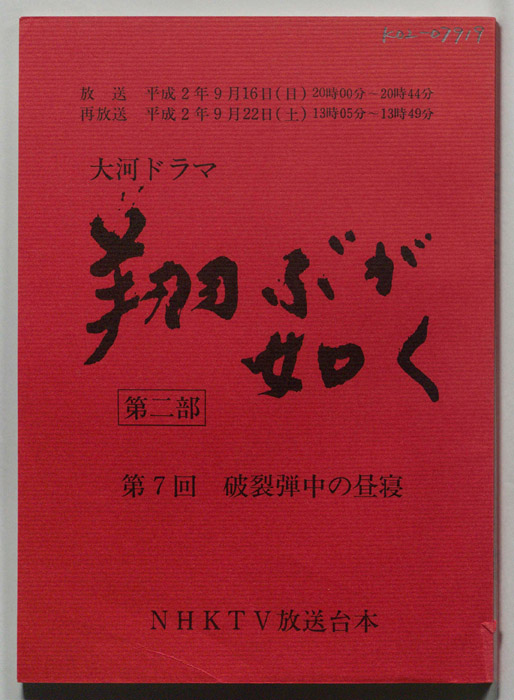 放　送　平成2年9月16日(日) 20時00分～20時44分
再放送　平成2年9月22日(土) 13時05分～13時49分
大河ドラマ
翔ぶが
如く
第二部
第7回　破裂弾中の昼寝
NHKTV放送台本